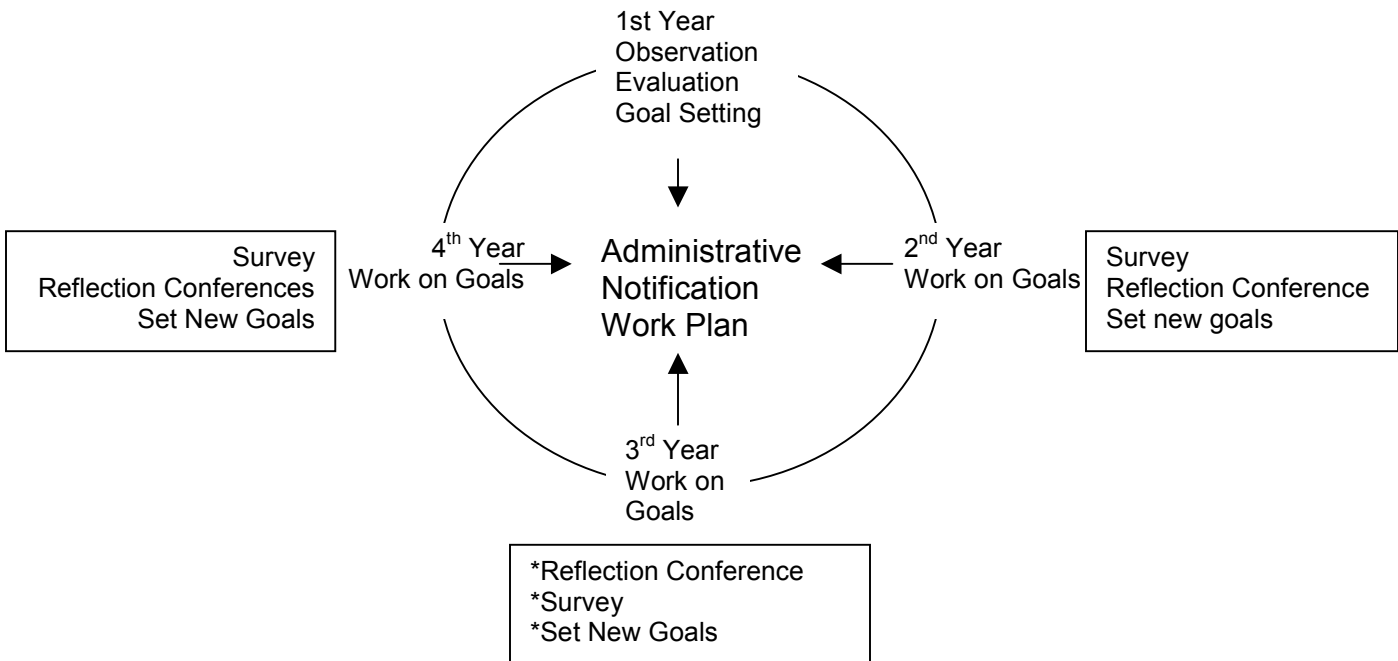 1st Year
Observation
Evaluation
Goal Setting
Survey
Reflection Conferences
Set New Goals
4th Year
Work on Goals
Administrative
Notification
Work Plan
2nd Year
Work on Goals
Survey
Reflection Conference
Set new goals
3rd Year
Work on
Goals
*Reflection Conference
*Survey
*Set New Goals